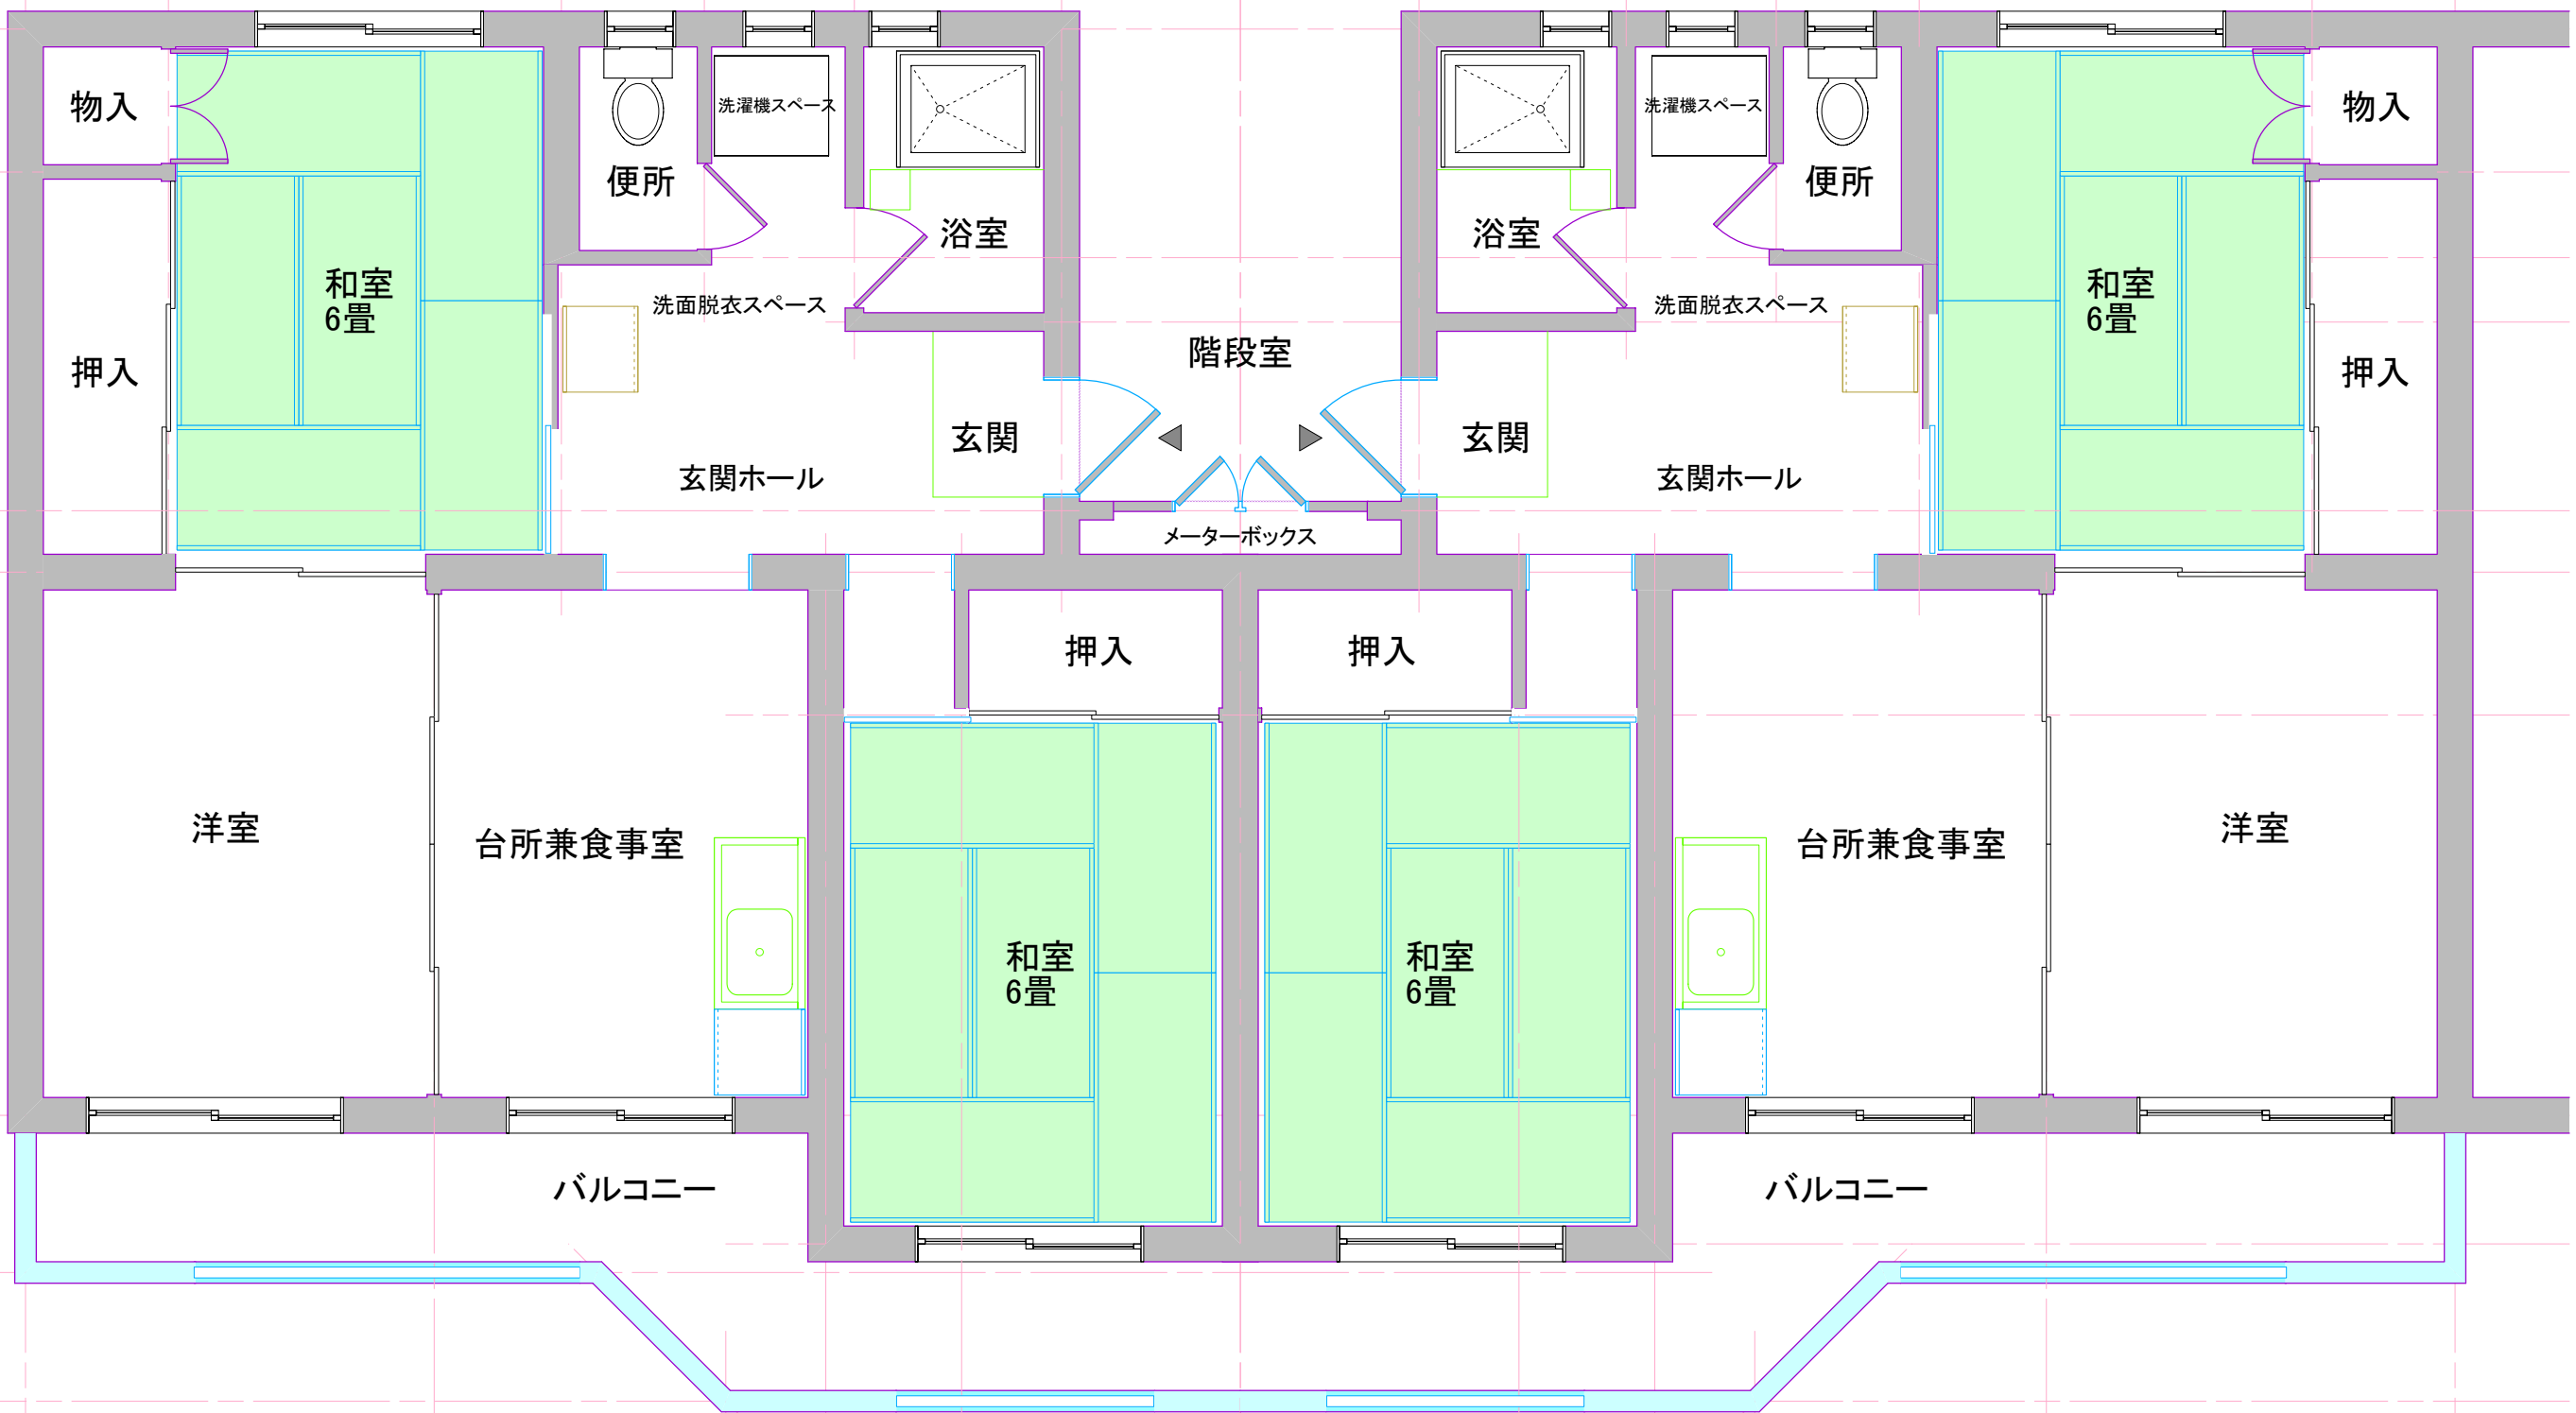 物入
洗濯機スペース
洗濯機スペース
物入
便所
便所
浴室
浴室
和室
6畳
和室
6畳
洗面脱衣スペース
洗面脱衣スペース
階段室
押入
押入
玄関
玄関
玄関ホール
玄関ホール
メーターボックス
押入
押入
洋室
台所兼食事室
台所兼食事室
洋室
和室
6畳
和室
6畳
バルコニー
バルコニー